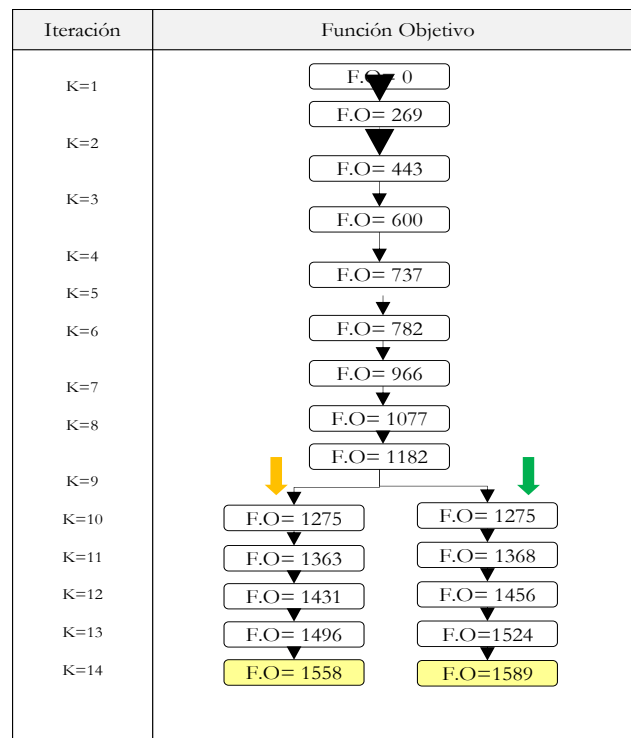 Iteración Función Objetivo
F.O= 0
K=1
F.O= 269
K=2
F.O= 443
K=3
F.O= 600
K=4
F.O= 737
K=5
F.O= 782
K=6
F.O= 966
K=7
F.O= 1077
K=8
F.O= 1182
K=9
K=10 F.O= 1275 F.O= 1275
K=11 F.O= 1363 F.O= 1368
K=12 F.O= 1431 F.O= 1456
K=13 F.O= 1496 F.O=1524
K=14 F.O= 1558 F.O=1589